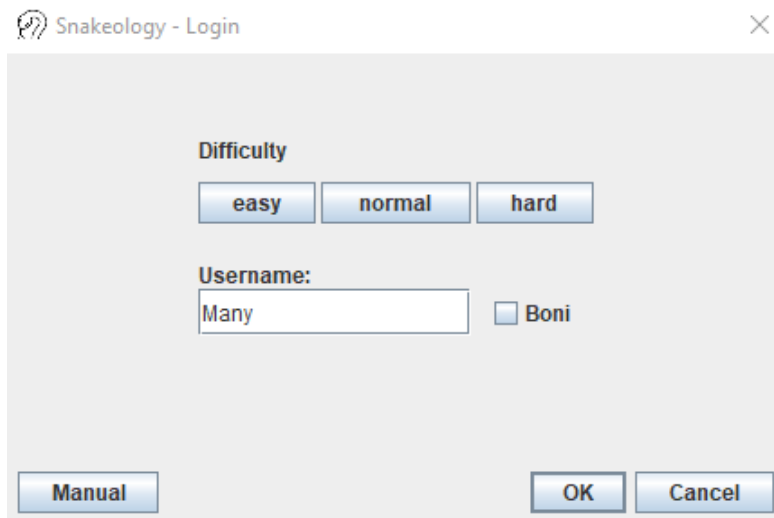 Snakeology - Login
Difficulty
easy normal hard
Username:
Many Boni
Manual OK Cancel